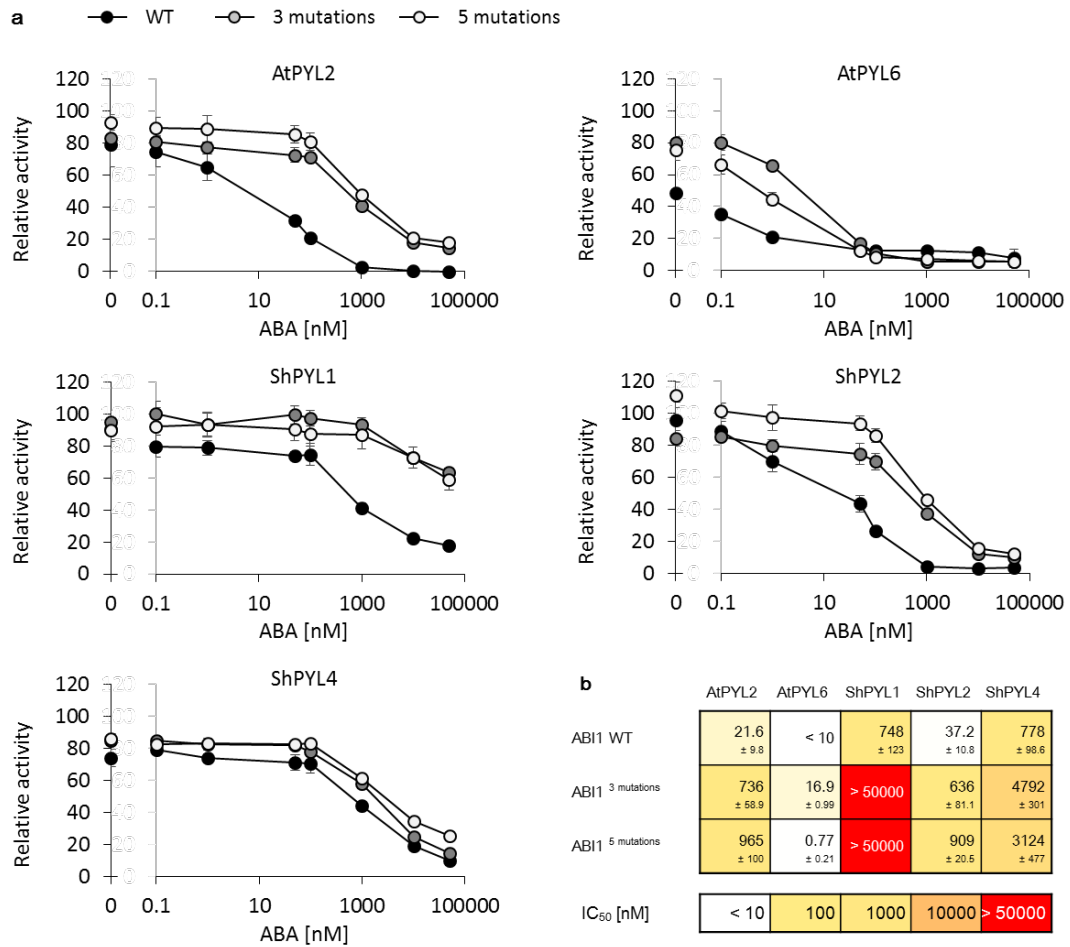 a WT 3 mutations 5 mutations
AtPYL2
Relative activity
120
100
80
60
40
20
0
0 0.1 10 1000 100000
ABA [nM]
AtPYL6
Relative activity
120
100
80
60
40
20
0
0 0.1 10 1000 100000
ABA [nM]
ShPYL1
Relative activity
120
100
80
60
40
20
0
0 0.1 10 1000 100000
ABA [nM]
ShPYL2
Relative activity
120
100
80
60
40
20
0
0 0.1 10 1000 100000
ABA [nM]
ShPYL4
Relative activity
120
100
80
60
40
20
0
0 0.1 10 1000 100000
ABA [nM]
b
AtPYL2 AtPYL6 ShPYL1 ShPYL2 ShPYL4
ABI1 WT 21.6 < 10 748 37.2 778
± 9.8 ± 123 ± 10.8 ± 98.6
ABI1 3 mutations 736 16.9 > 50000 636 4792
± 58.9 ± 0.99 ± 81.1 ± 301
ABI1 5 mutations 965 0.77 > 50000 909 3124
± 100 ± 0.21 ± 20.5 ± 477
IC50 [nM] < 10 100 1000 10000 > 50000